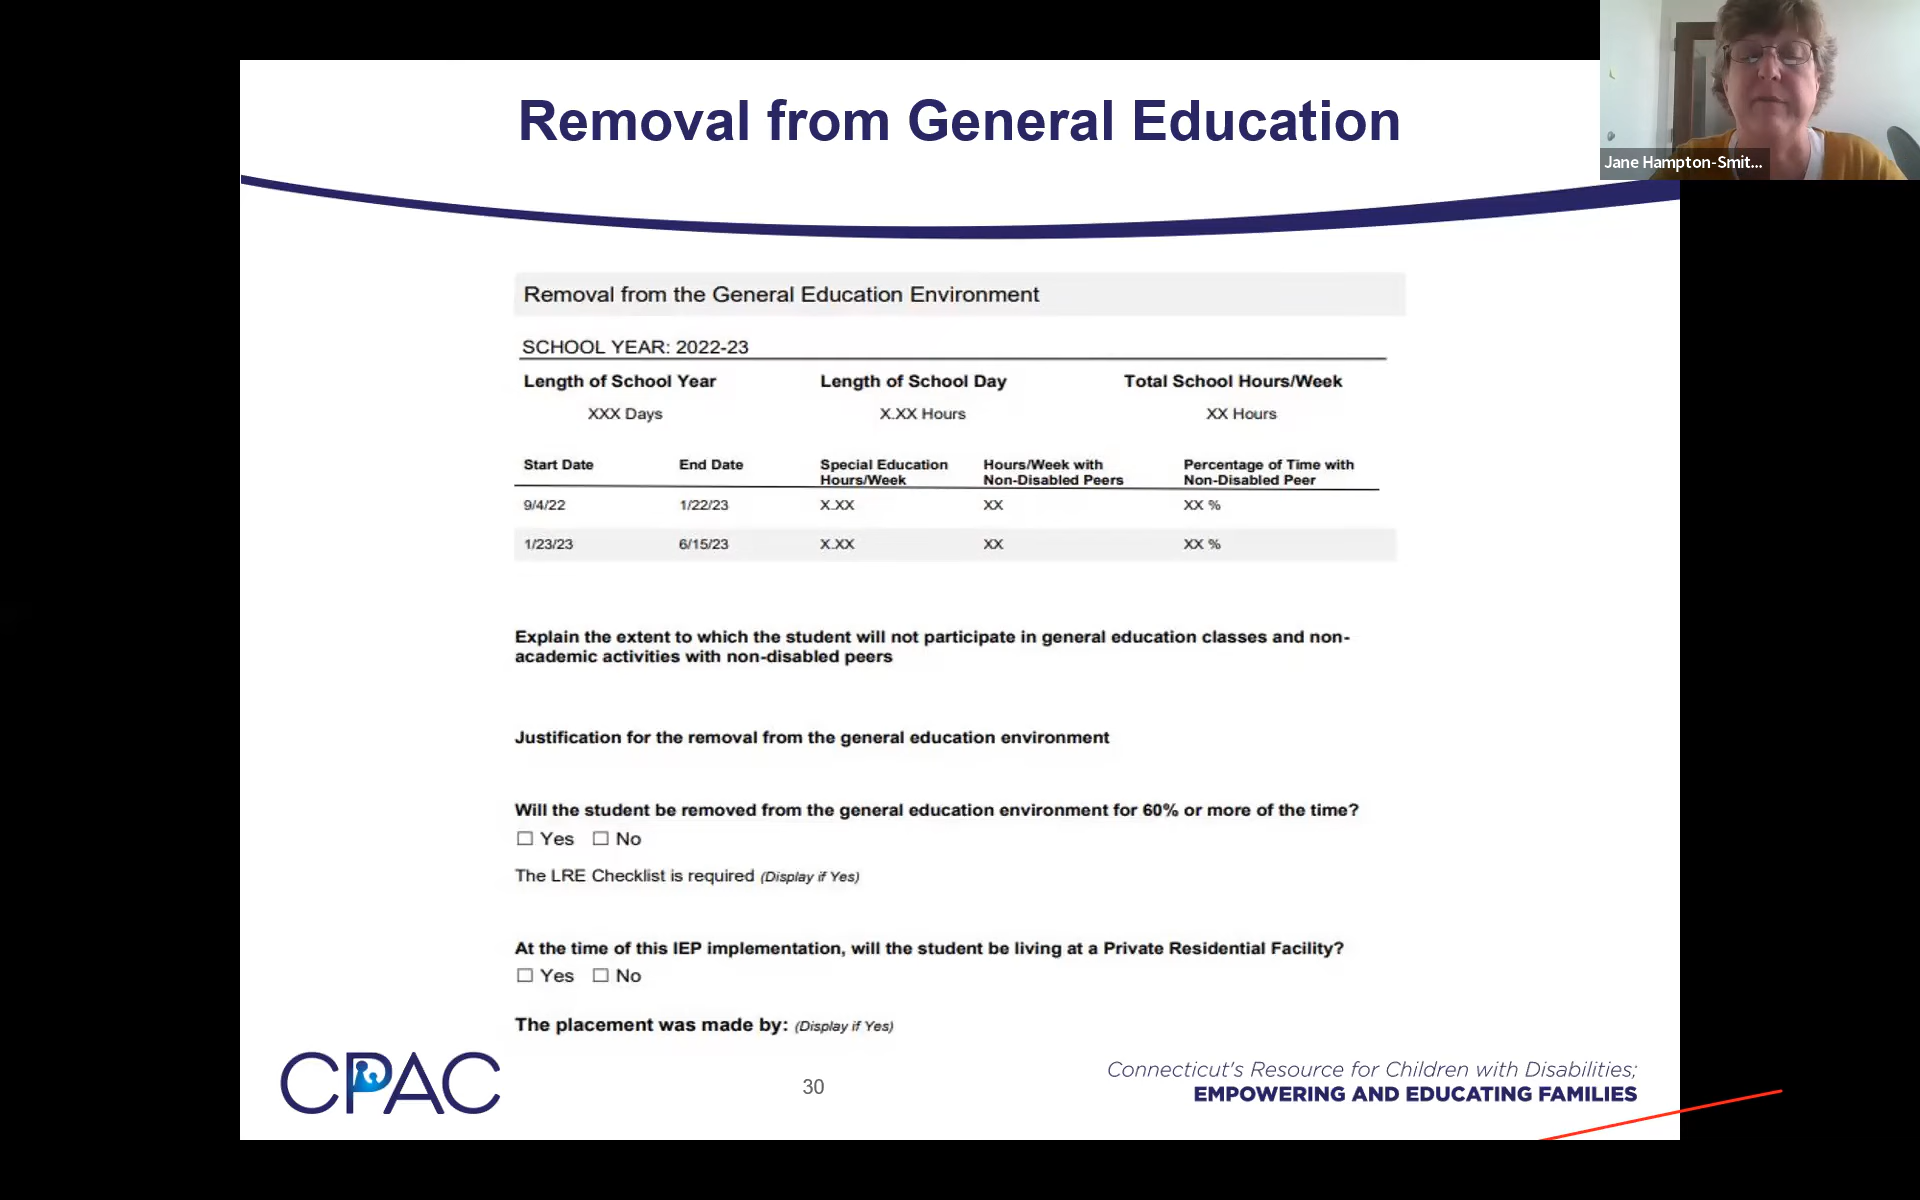 Removal from General Education
Jane Hampton-Smit...
Removal from the General Education Environment
SCHOOL YEAR: 2022-23
Length of School Year Length of School Day Total School Hours/Week
XXX Days X.XX Hours XX Hours
Start Date End Date Special Education Hours/Week Hours/Week with Non-Disabled Peers Percentage of Time with Non-Disabled Peer
9/4/22 1/22/23 X.XX XX XX %
1/23/23 6/15/23 X.XX XX XX %
Explain the extent to which the student will not participate in general education classes and non-
academic activities with non-disabled peers
Justification for the removal from the general education environment
Will the student be removed from the general education environment for 60% or more of the time?
☐ Yes ☐ No
The LRE Checklist is required (Display if Yes)
At the time of this IEP implementation, will the student be living at a Private Residential Facility?
☐ Yes ☐ No
The placement was made by: (Display if Yes)
CPAC
30
Connecticut's Resource for Children with Disabilities;
EMPOWERING AND EDUCATING FAMILIES